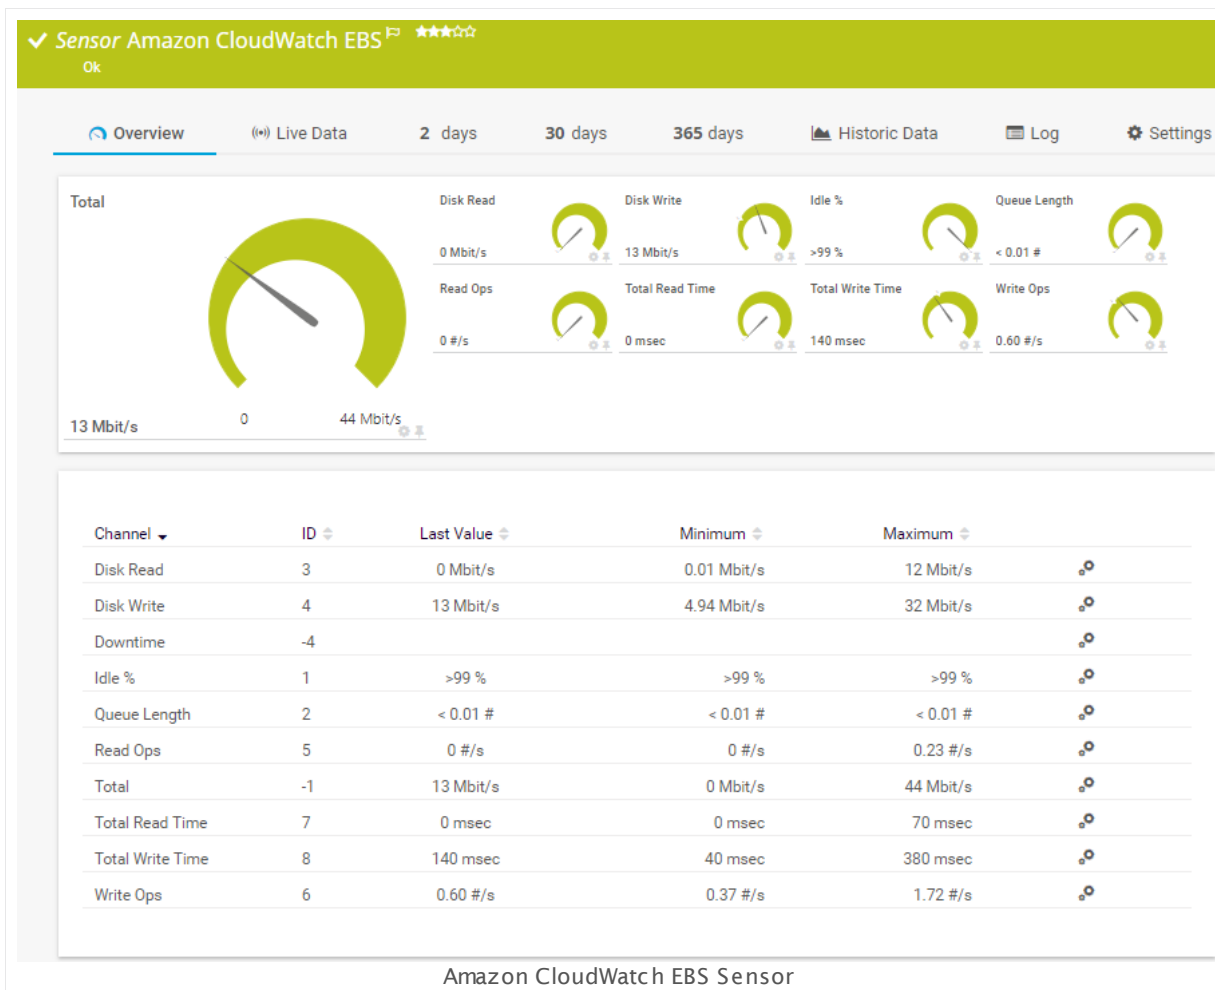 Sensor Amazon CloudWatch EBS
Ok
Overview Live Data 2 days 30 days 365 days Historic Data Log Settings
Total
13 Mbit/s
0 44 Mbit/s
Disk Read
0 Mbit/s
Disk Write
13 Mbit/s
Idle %
>99 %
Queue Length
< 0.01 #
Read Ops
0 #/s
Total Read Time
0 msec
Total Write Time
140 msec
Write Ops
0.60 #/s
Channel ID Last Value Minimum Maximum
Disk Read 3 0 Mbit/s 0.01 Mbit/s 12 Mbit/s
Disk Write 4 13 Mbit/s 4.94 Mbit/s 32 Mbit/s
Downtime -4
Idle % 1 >99 % >99 % >99 %
Queue Length 2 < 0.01 # < 0.01 # < 0.01 #
Read Ops 5 0 #/s 0 #/s 0.23 #/s
Total -1 13 Mbit/s 0 Mbit/s 44 Mbit/s
Total Read Time 7 0 msec 0 msec 70 msec
Total Write Time 8 140 msec 40 msec 380 msec
Write Ops 6 0.60 #/s 0.37 #/s 1.72 #/s
Amazon CloudWatch EBS Sensor